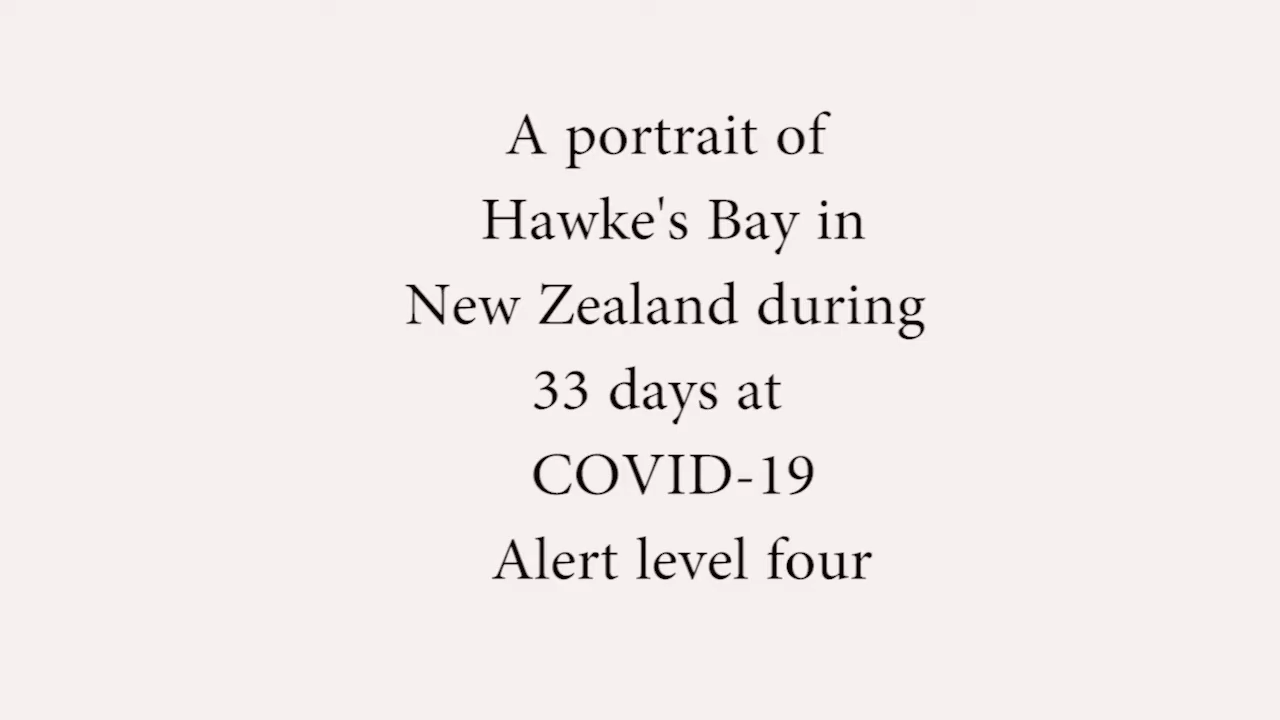 A portrait of
Hawke's Bay in
New Zealand during
33 days at
COVID-19
Alert level four